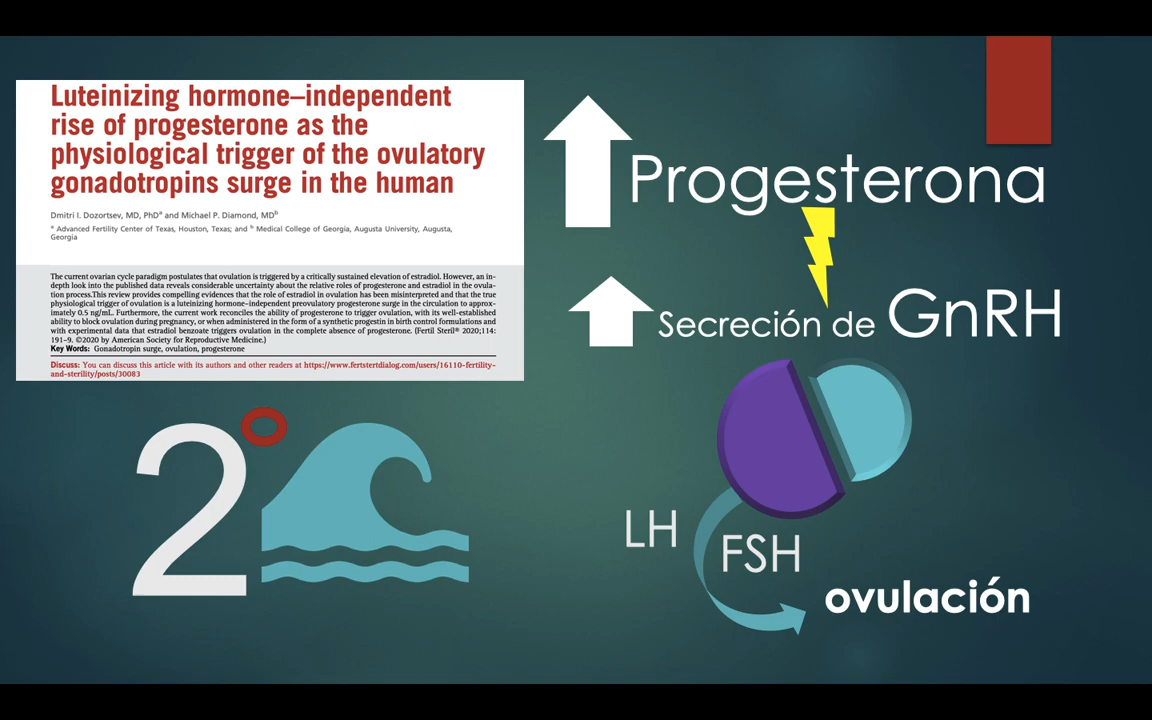 Luteinizing hormone–independent
rise of progesterone as the
physiological trigger of the ovulatory
gonadotropins surge in the human
Dmitri I. Dozortsev, MD, PhDa and Michael P. Diamond, MDb
a Advanced Fertility Center of Texas, Houston, Texas; and b Medical College of Georgia, Augusta University, Augusta,
Georgia
The current ovarian cycle paradigm postulates that ovulation is triggered by a critically sustained elevation of estradiol. However, an in-
depth look into the published data reveals considerable uncertainty about the relative roles of progesterone and estradiol in the ovula-
tion process.This review provides compelling evidences that the role of estradiol in ovulation has been misinterpreted and that the true
physiological trigger of ovulation is a luteinizing hormone–independent preovulatory progesterone surge in the circulation to approx-
imately 0.5 ng/mL. Furthermore, the current work reconciles the ability of progesterone to trigger ovulation, with its well-established
ability to block ovulation during pregnancy, or when administered in the form of a synthetic progestin in birth control formulations and
with experimental data that estradiol benzoate triggers ovulation in the complete absence of progesterone. (Fertil Steril® 2020;114:
191–9. ©2020 by American Society for Reproductive Medicine.)
Key Words: Gonadotropin surge, ovulation, progesterone
Discuss: You can discuss this article with its authors and other readers at https://www.fertstertdialog.com/users/16110-fertility-
and-sterility/posts/30083
Progesterona
Secreción de GnRH
2°
LH
FSH
ovulación